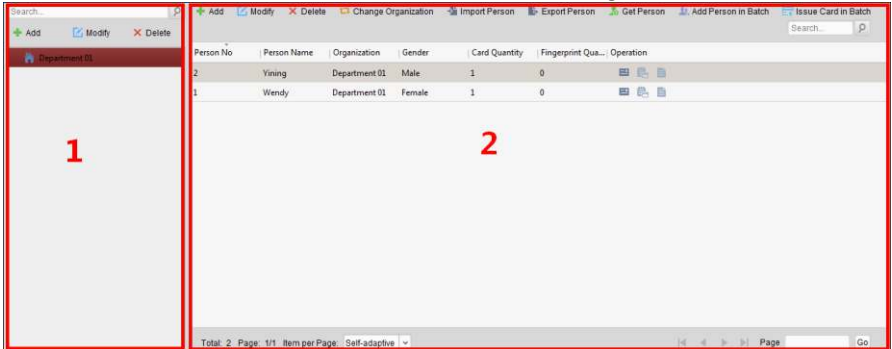 Search...
Add Modify Delete
Department 01
1
Add Modify Delete Change Organization Import Person Export Person Get Person Add Person in Batch Issue Card in Batch
Search...
Person No Person Name Organization Gender Card Quantity Fingerprint Qua... Operation
2 Yining Department 01 Male 1 0
1 Wendy Department 01 Female 1 0
2
Total: 2 Page: 1/1 Item per Page: Self-adaptive Page Go